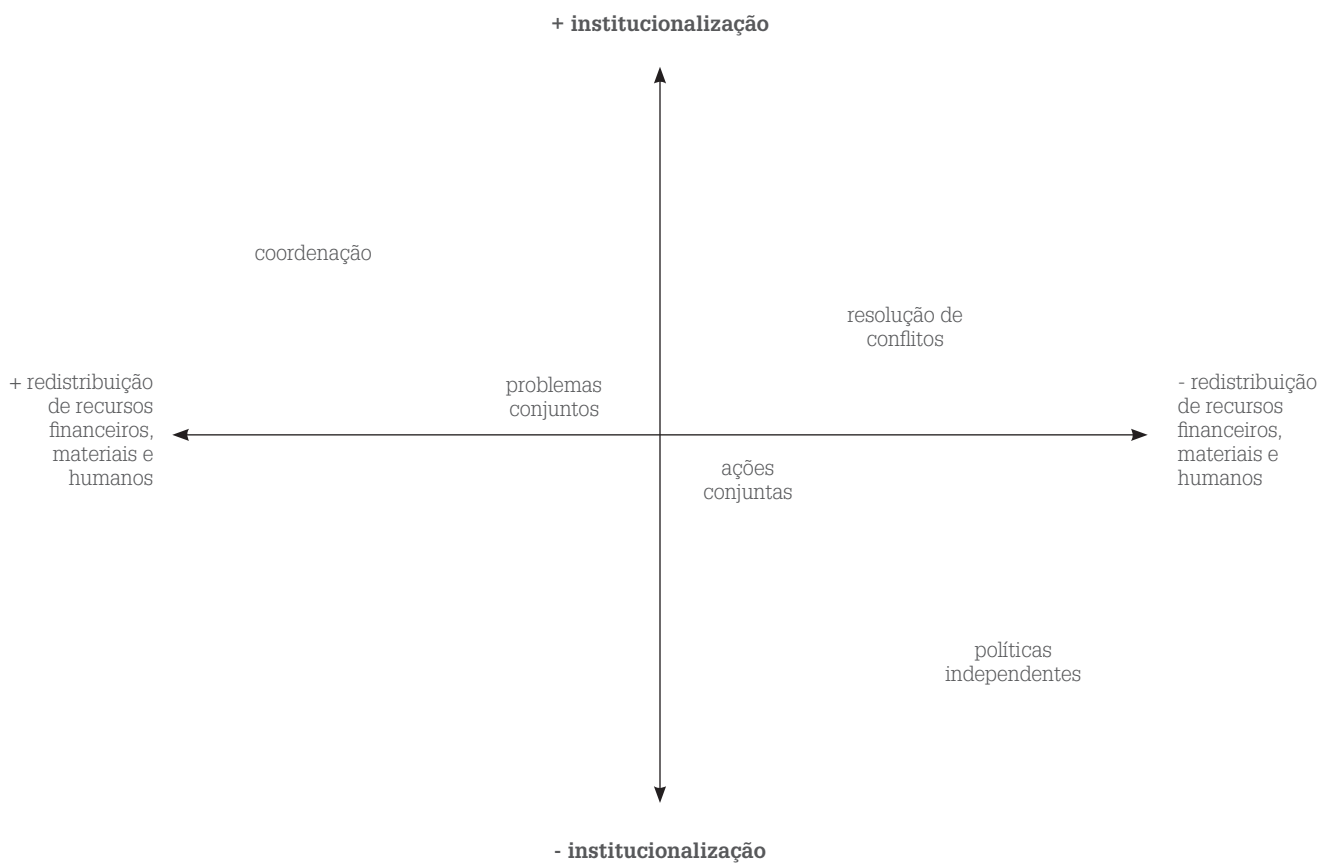 + institucionalização
coordenação
resolução de
conflitos
+ redistribuição
de recursos
financeiros,
materiais e
humanos
problemas
conjuntos
- redistribuição
de recursos
financeiros,
materiais e
humanos
ações
conjuntas
políticas
independentes
- institucionalização